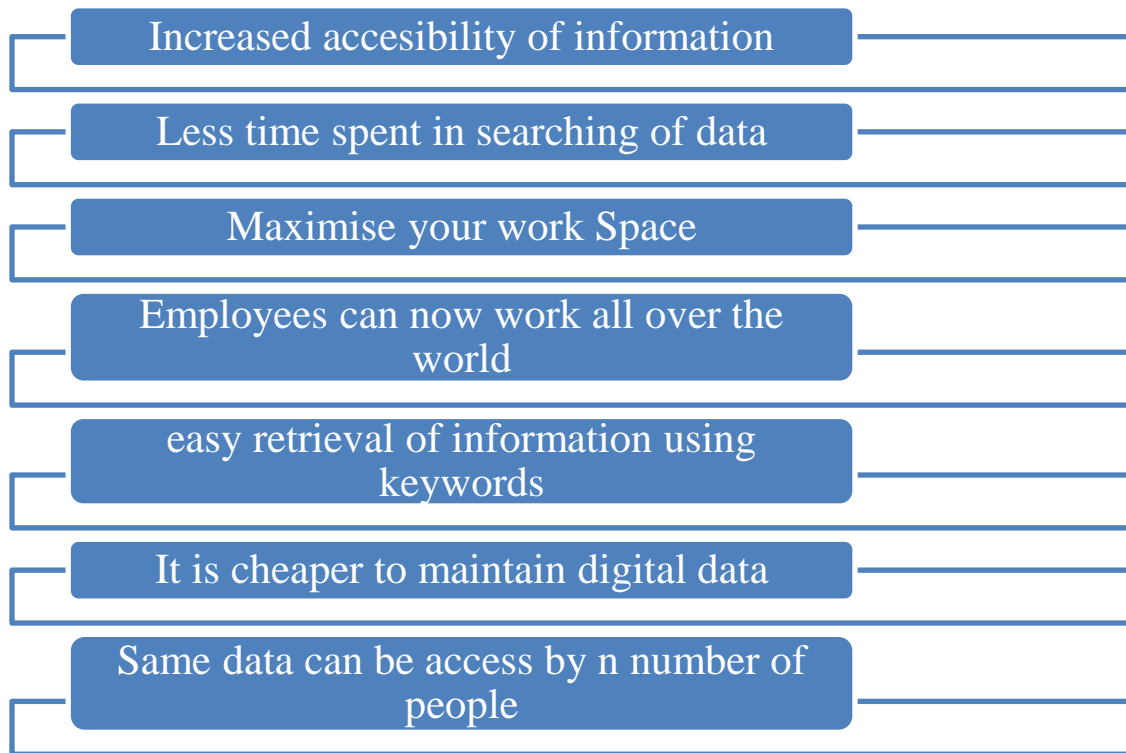 Increased accesibility of information
Less time spent in searching of data
Maximise your work Space
Employees can now work all over the
world
easy retrieval of information using
keywords
It is cheaper to maintain digital data
Same data can be access by n number of
people